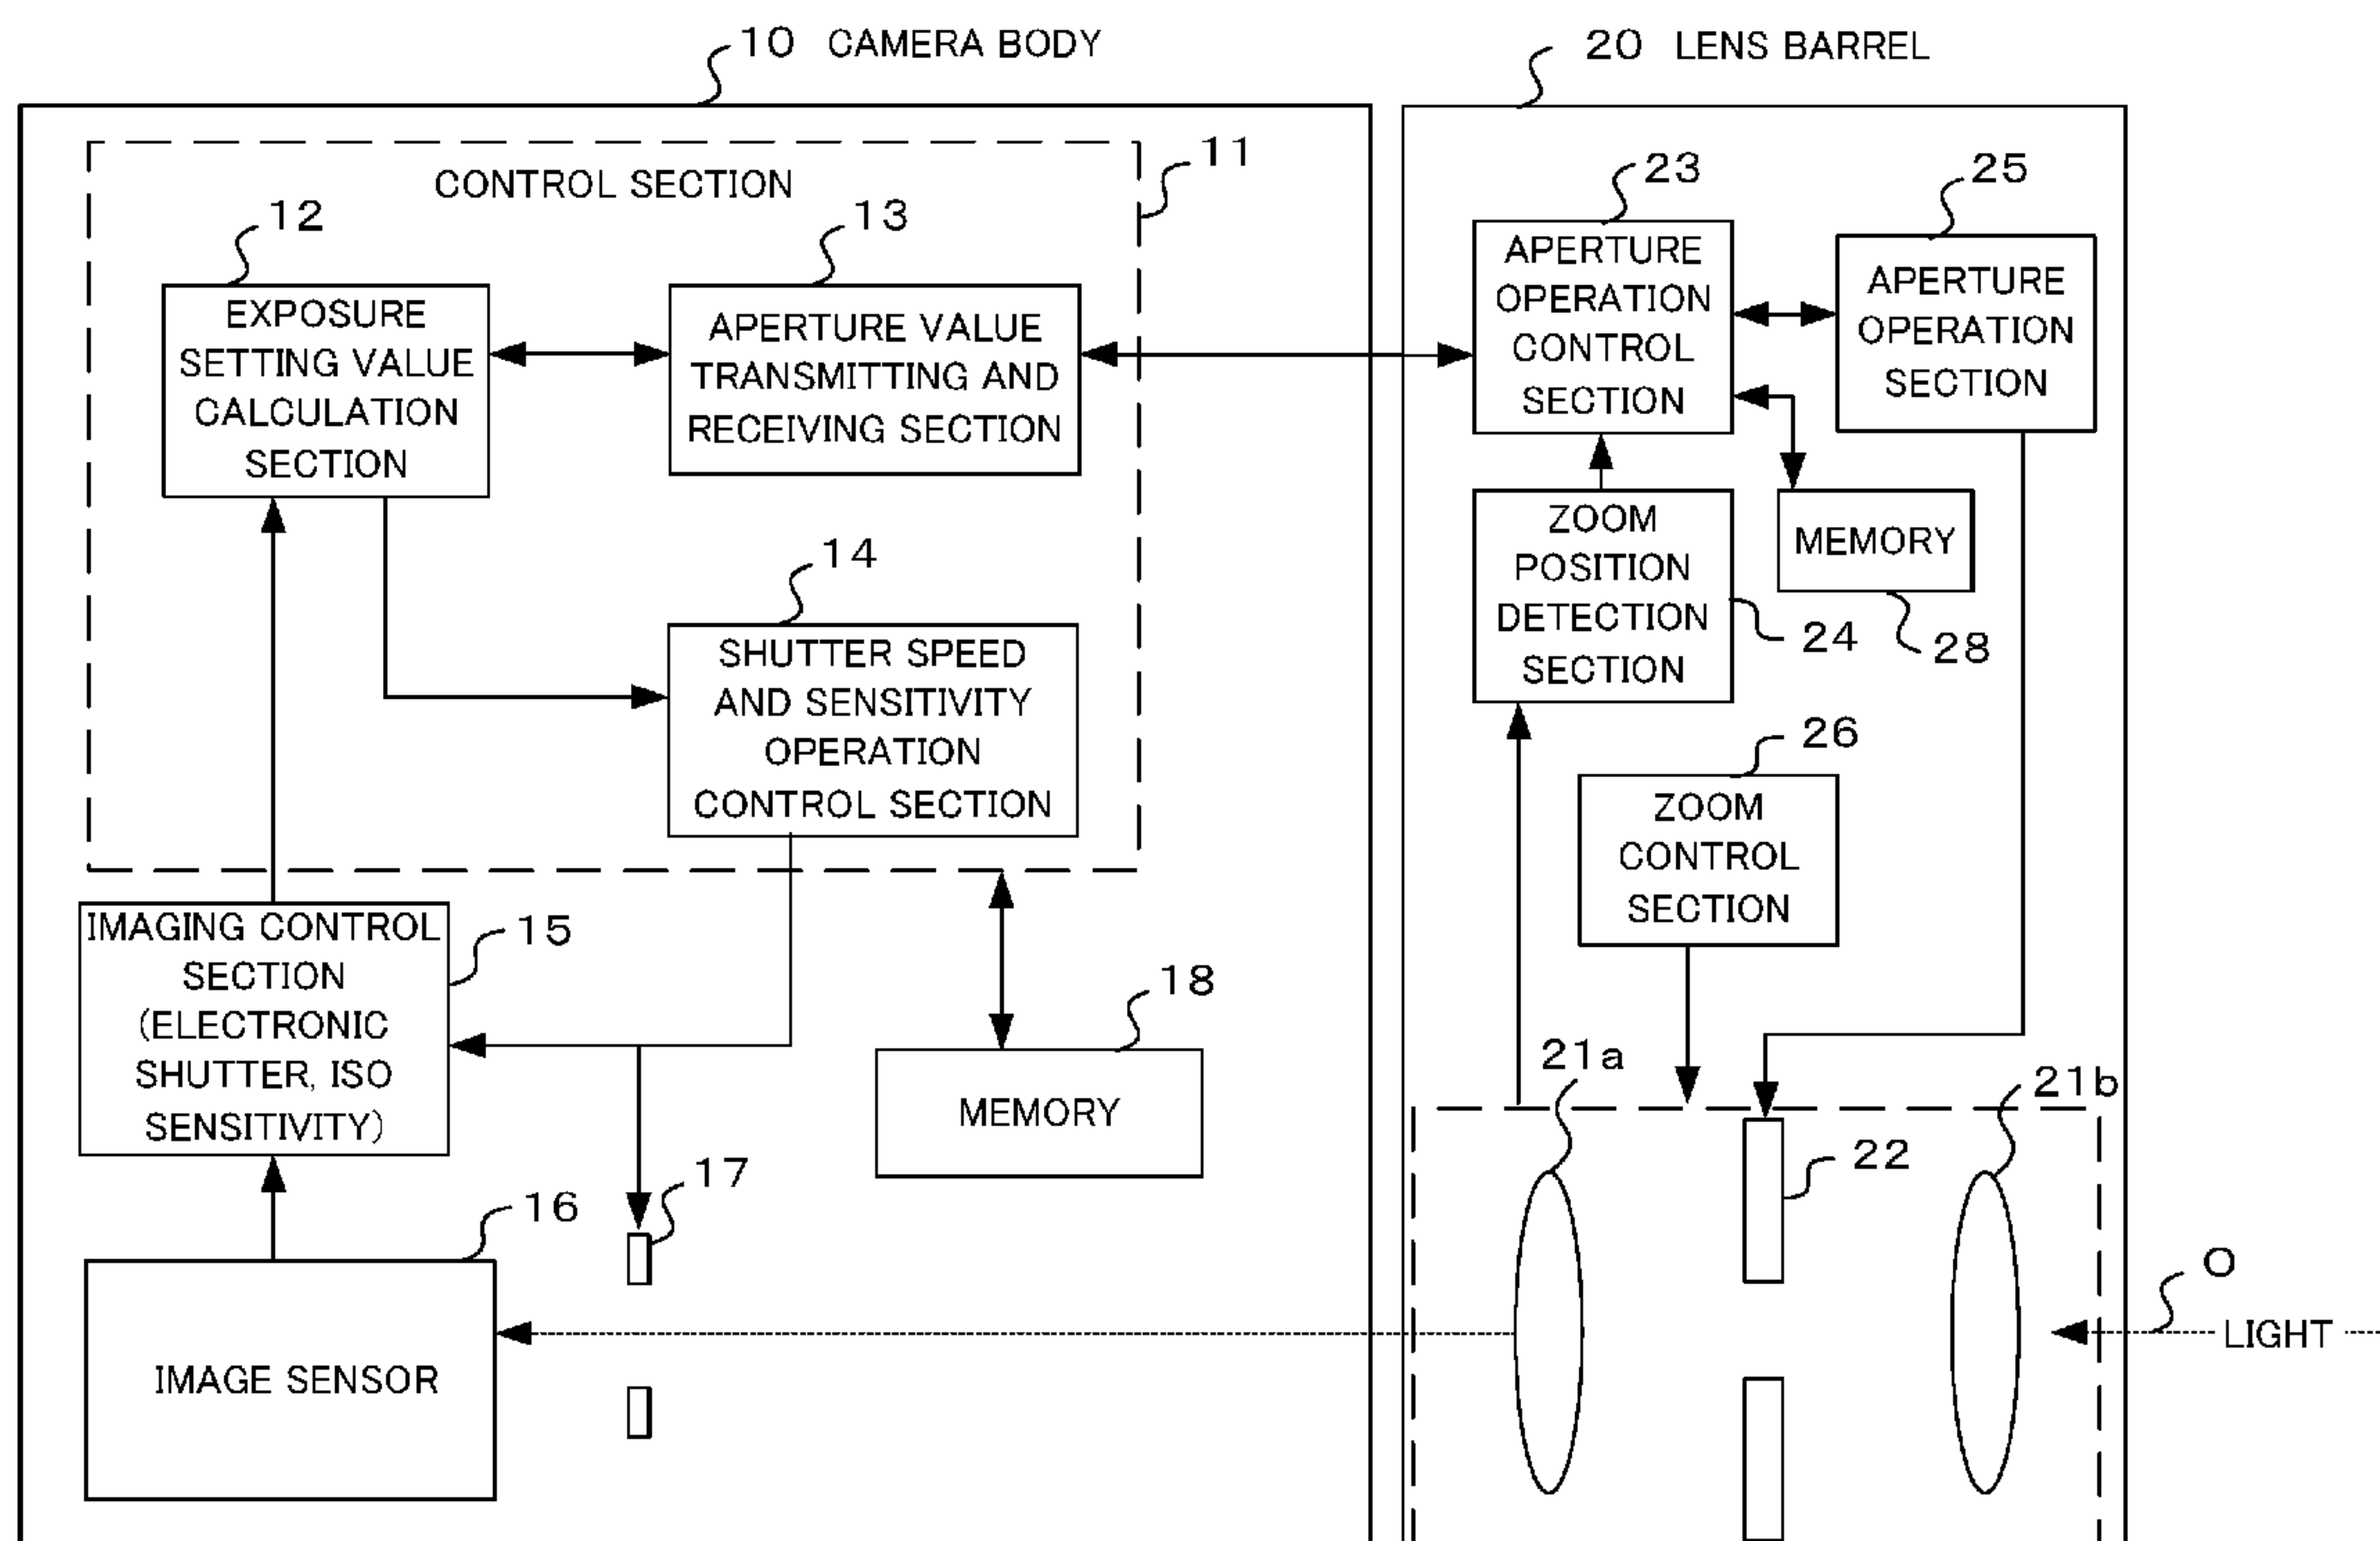 10 CAMERA BODY
20 LENS BARREL
11
CONTROL SECTION
12
13
EXPOSURE
SETTING VALUE
CALCULATION
SECTION
APERTURE VALUE
TRANSMITTING AND
RECEIVING SECTION
14
SHUTTER SPEED
AND SENSITIVITY
OPERATION
CONTROL SECTION
IMAGING CONTROL
SECTION
(ELECTRONIC
SHUTTER, ISO
SENSITIVITY)
15
18
MEMORY
17
16
IMAGE SENSOR
23
25
APERTURE
OPERATION
CONTROL
SECTION
APERTURE
OPERATION
SECTION
ZOOM
POSITION
DETECTION
SECTION
24
MEMORY
28
26
ZOOM
CONTROL
SECTION
21a
21b
22
O
LIGHT